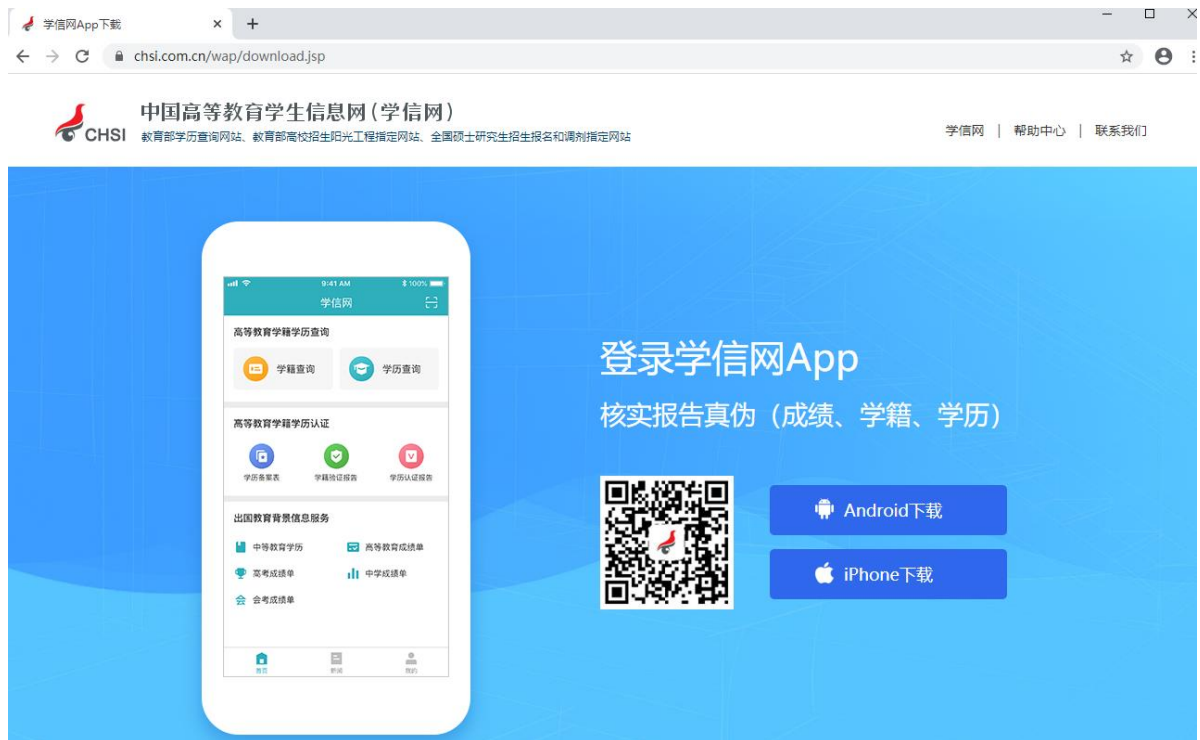 学信网App下载
chsi.com.cn/wap/download.jsp
CHSI
中国高等教育学生信息网(学信网)
教育部学历查询网站、教育部高校招生阳光工程指定网站、全国硕士研究生招生报名和调剂指定网站
学信网 | 帮助中心 | 联系我们
9:41 AM 100%
学信网
高等教育学籍学历查询
学籍查询 学历查询
高等教育学籍学历认证
学历备案表 学籍验证报告 学历认证报告
出国教育背景信息服务
中等教育学历 高等教育成绩单
高考成绩单 中学成绩单
会 会考成绩单
首页 新闻 我的
登录学信网App
核实报告真伪（成绩、学籍、学历）
Android下载
iPhone下载